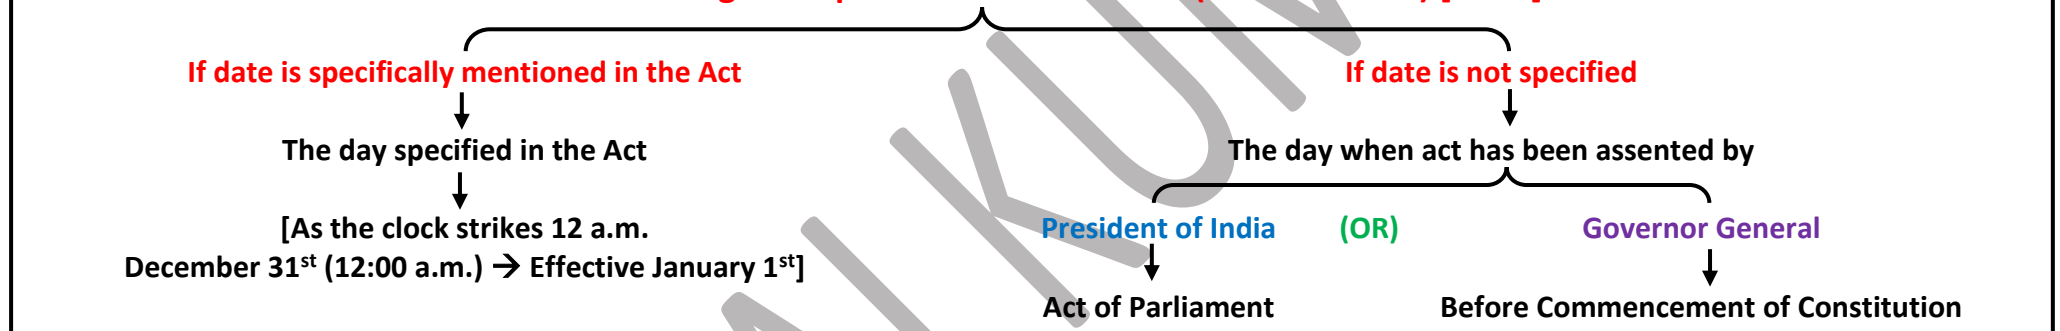 If date is specifically mentioned in the Act
If date is not specified
The day specified in the Act
The day when act has been assented by
[As the clock strikes 12 a.m.
President of India (OR) Governor General
December 31st (12:00 a.m.) → Effective January 1st]
Act of Parliament
Before Commencement of Constitution